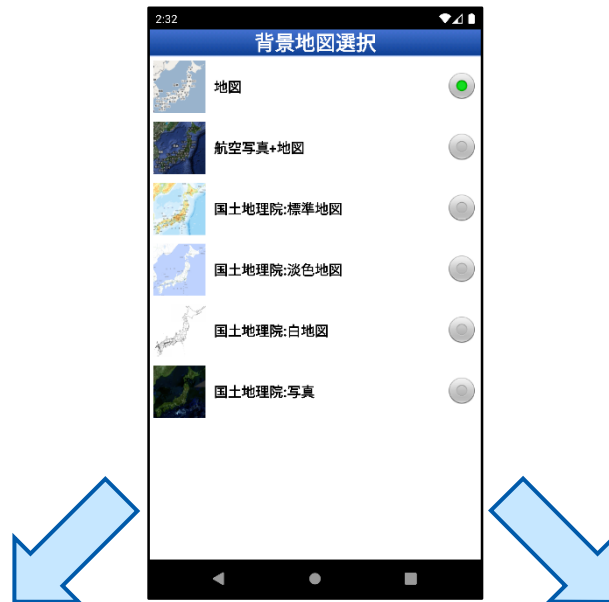 2:32
背景地図選択
地図
航空写真+地図
国土地理院:標準地図
国土地理院:淡色地図
国土地理院:白地図
国土地理院:写真